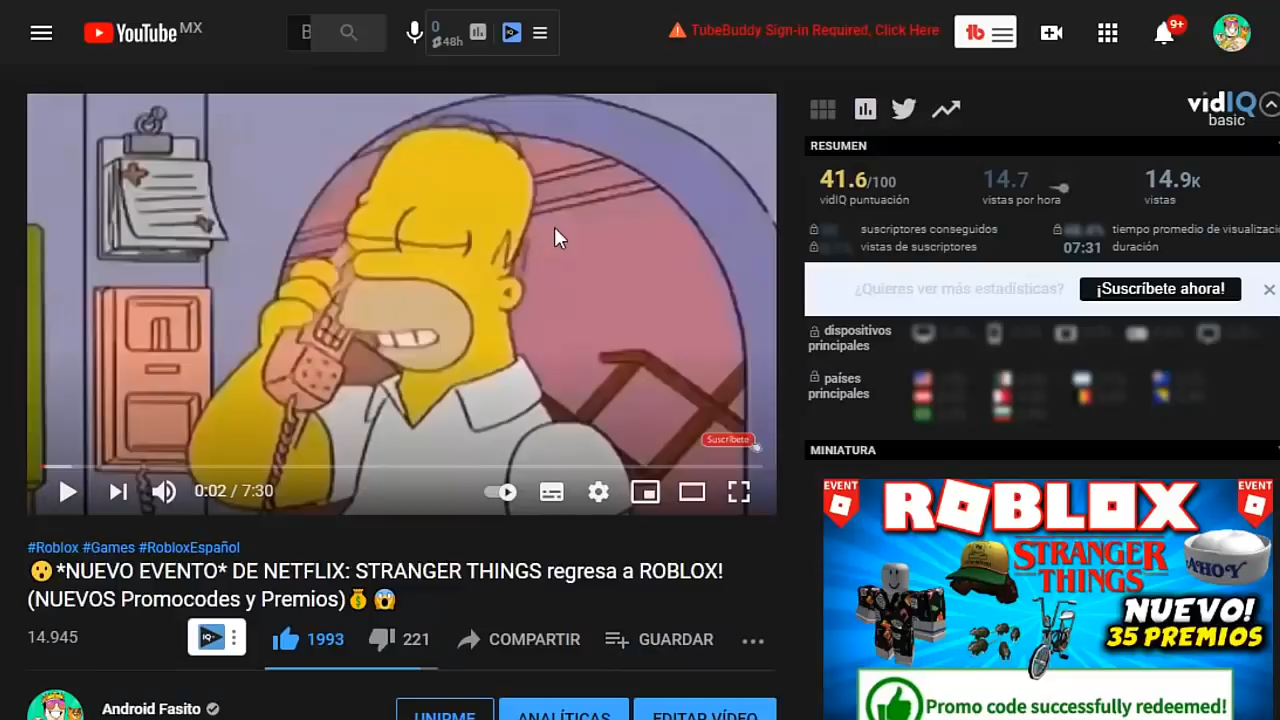 YouTube MX
B
0
48h
TubeBuddy Sign-in Required, Click Here
9+
vidIQ
basic
RESUMEN
41.6/100
14.7
14.9K
vidIQ puntuación
vistas por hora
vistas
suscriptores conseguidos
tiempo promedio de visualizaci
vistas de suscriptores
07:31 duración
¿Quieres ver más estadísticas?
¡Suscríbete ahora!
dispositivos
principales
países
principales
Suscríbete
0:02 / 7:30
MINIATURA
EVENT
EVENT
ROBLOX
STRANGER
THINGS
AHOY
NUEVO!
35 PREMIOS
Promo code successfully redeemed!
#Roblox #Games #RobloxEspañol
😮*NUEVO EVENTO* DE NETFLIX: STRANGER THINGS regresa a ROBLOX!
(NUEVOS Promocodes y Premios)💰😱
14.945
IQ
1993
221
COMPARTIR
GUARDAR
Android Fasito
UNIRME
ANALÍTICAS
EDITAR VÍDEO